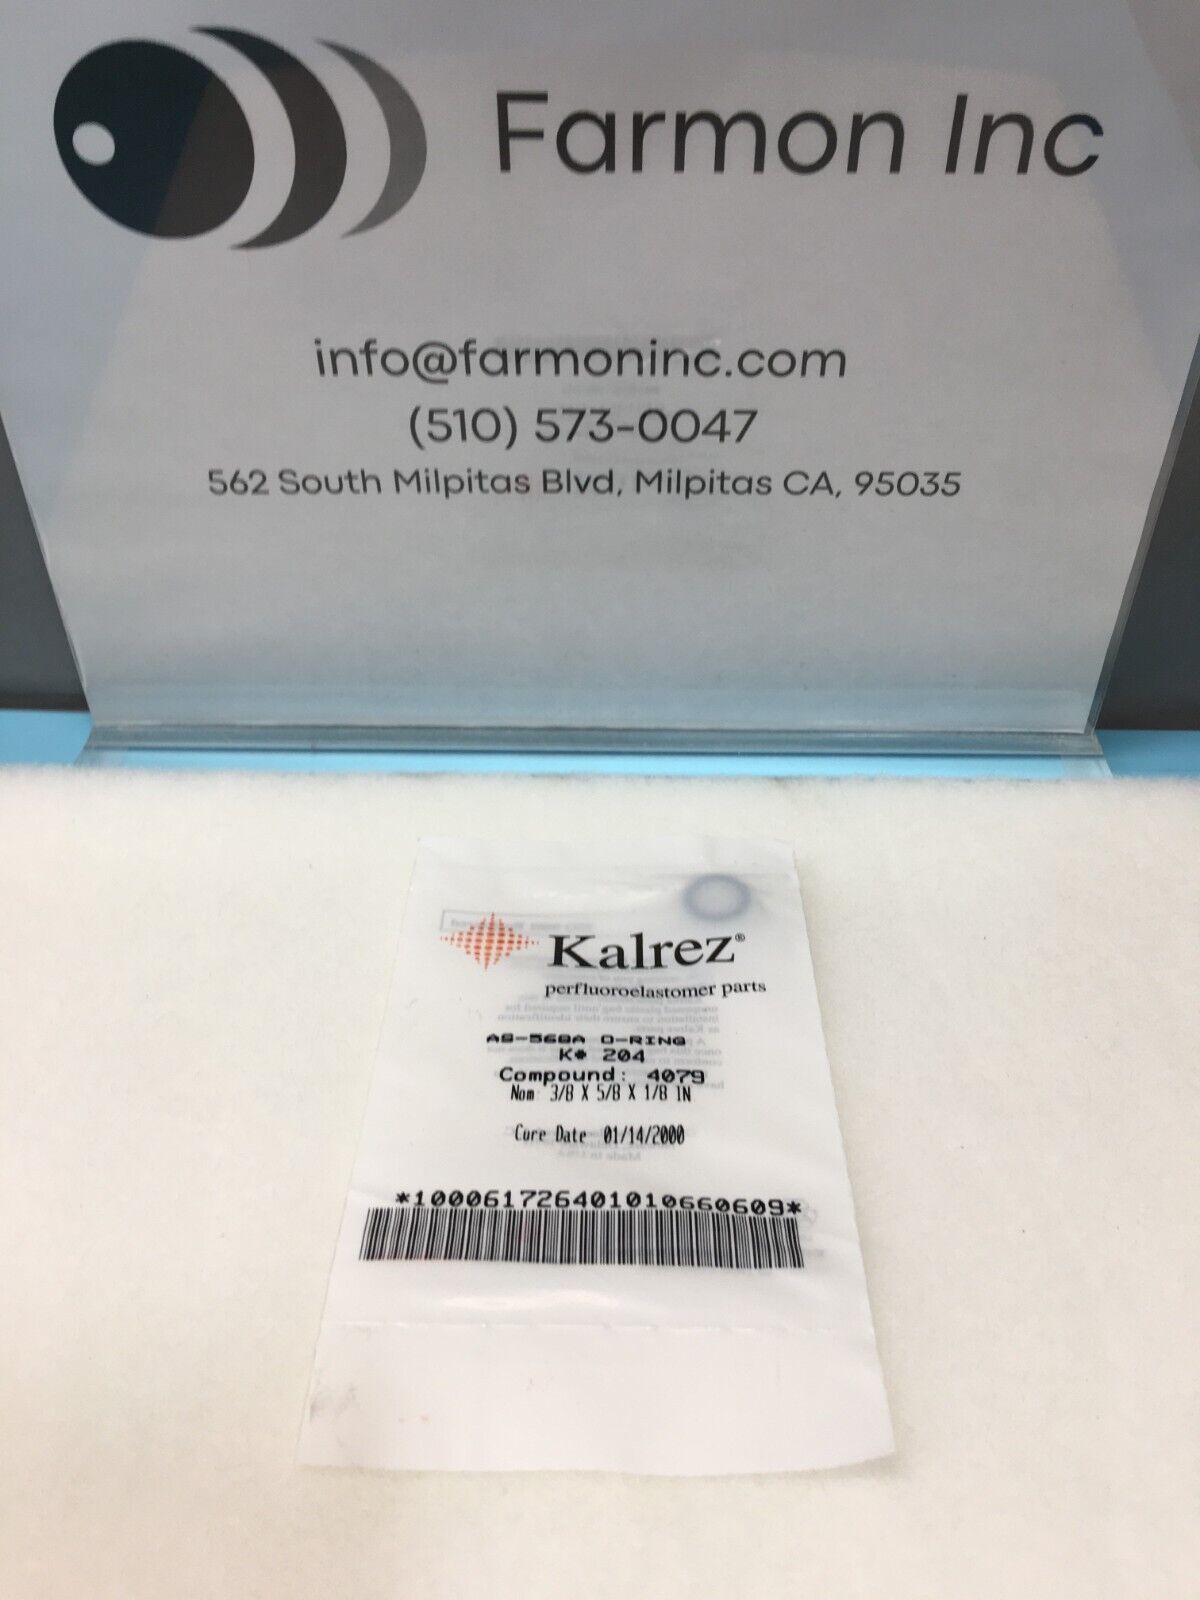 Farmon Inc
info@farmoninc.com
(510) 573-0047
562 South Milpitas Blvd, Milpitas CA, 95035
Kalrez®
perfluoroelastomer parts
AS-568A O-RING
K# 204
Compound: 4079
Nom 3/8 X 5/8 X 1/8 IN
Cure Date 01/14/2000
*100061726401010660609*